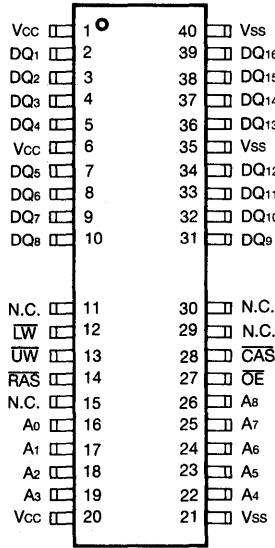 Vcc 1 40 Vss
DQ1 2 39 DQ16
DQ2 3 38 DQ15
DQ3 4 37 DQ14
DQ4 5 36 DQ13
Vcc 6 35 Vss
DQ5 7 34 DQ12
DQ6 8 33 DQ11
DQ7 9 32 DQ10
DQ8 10 31 DQ9
N.C. 11 30 N.C.
LW 12 29 N.C.
UW 13 28 CAS
RAS 14 27 OE
N.C. 15 26 A8
A0 16 25 A7
A1 17 24 A6
A2 18 23 A5
A3 19 22 A4
Vcc 20 21 Vss